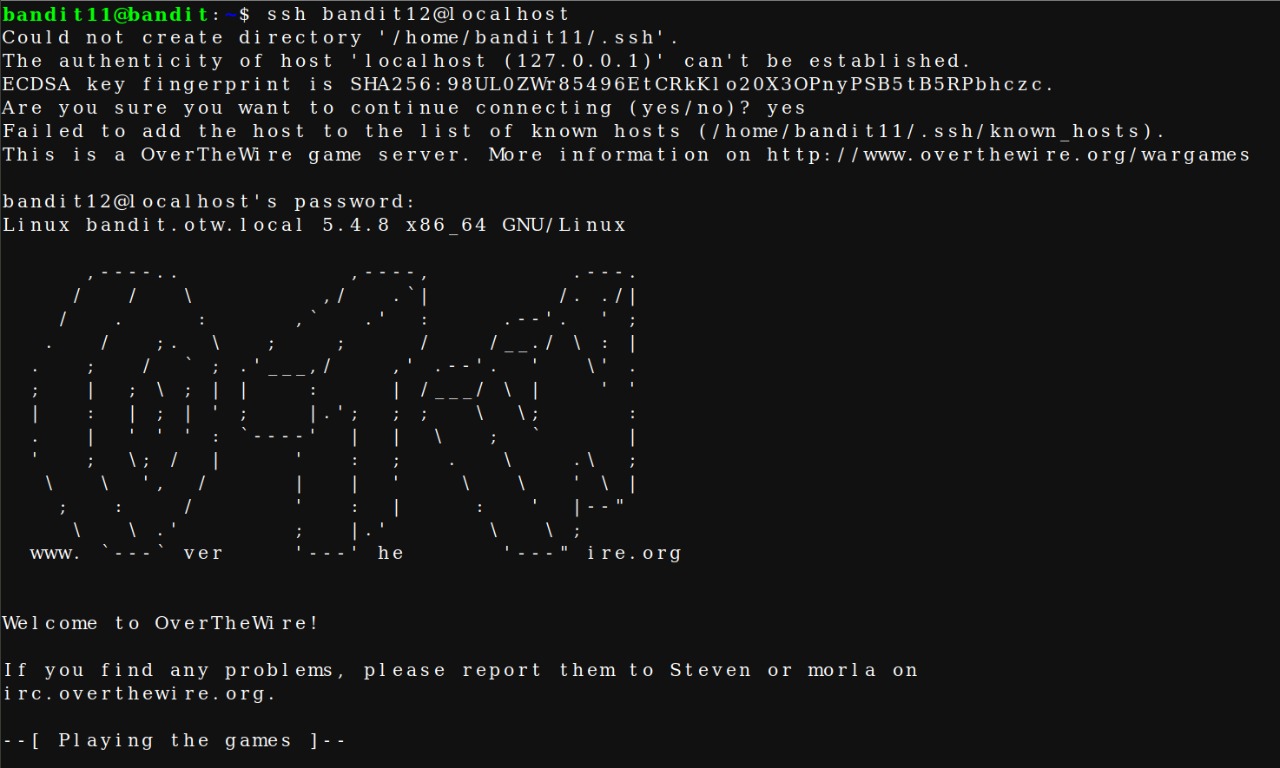 bandit11@bandit:~$ ssh bandit12@localhost
Could not create directory '/home/bandit11/.ssh'.
The authenticity of host 'localhost (127.0.0.1)' can't be established.
ECDSA key fingerprint is SHA256:98UL0ZWr85496EtCRkKlo20X3OPnyPSB5tB5RPbhczc.
Are you sure you want to continue connecting (yes/no)? yes
Failed to add the host to the list of known hosts (/home/bandit11/.ssh/known_hosts).
This is a OverTheWire game server. More information on http://www.overthewire.org/wargames
bandit12@localhost's password:
Linux bandit.otw.local 5.4.8 x86_64 GNU/Linux
www. `---` ver '---' he '---" ire.org
Welcome to OverTheWire!
If you find any problems, please report them to Steven or morla on
irc.overthewire.org.
--[ Playing the games ]--